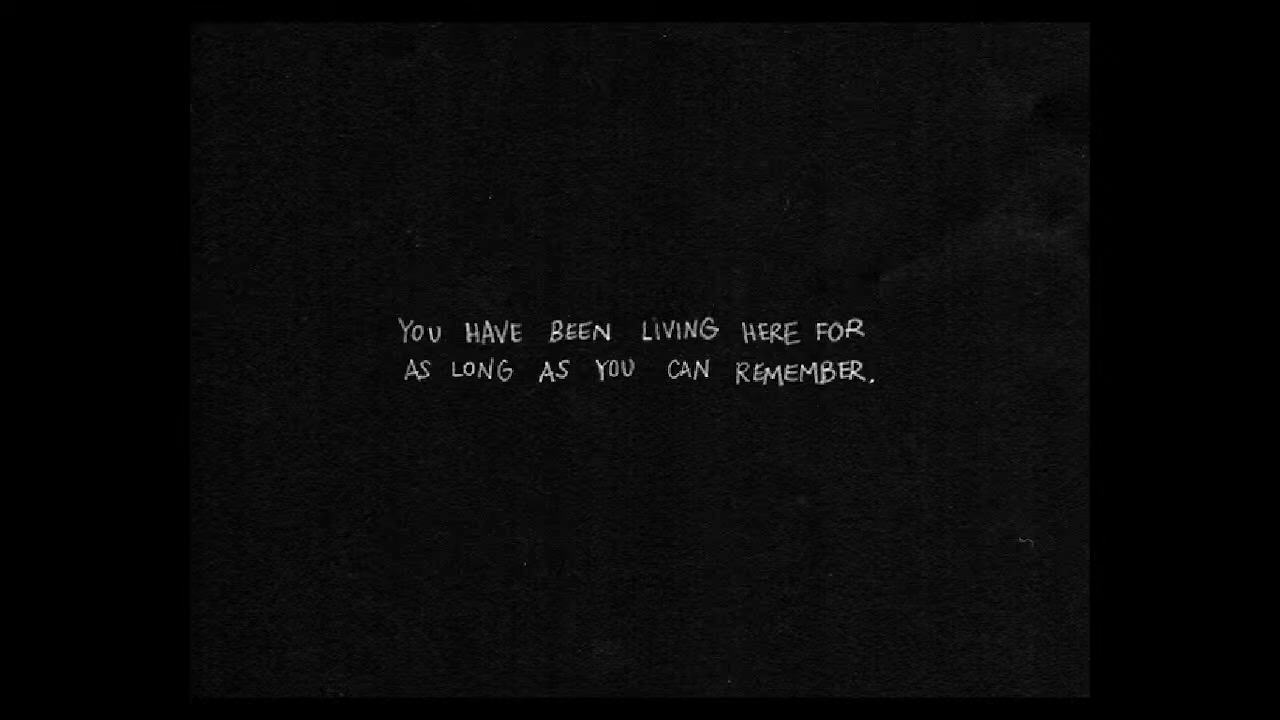 YOU HAVE BEEN LIVING HERE FOR
AS LONG AS YOU CAN REMEMBER.